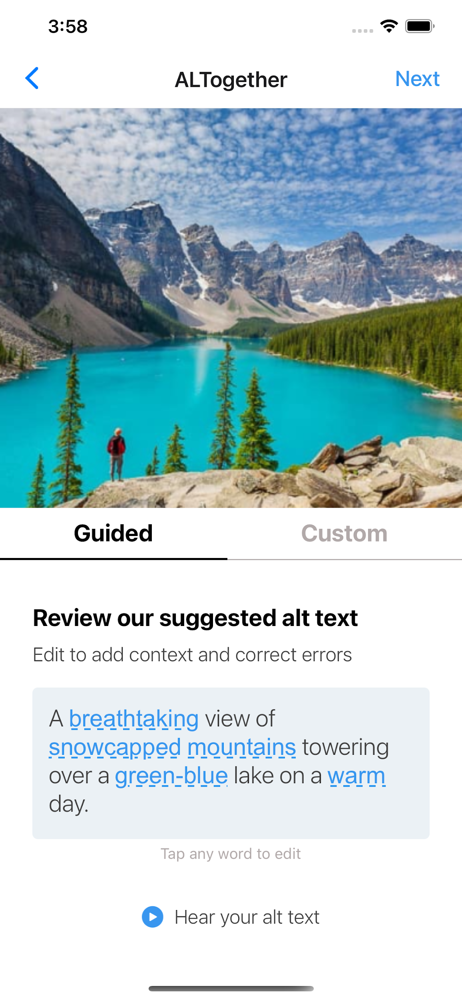 3:58
ALTogether
Next
Guided
Custom
Review our suggested alt text
Edit to add context and correct errors
A breathtaking view of
snowcapped mountains towering
over a green-blue lake on a warm
day.
Tap any word to edit
Hear your alt text